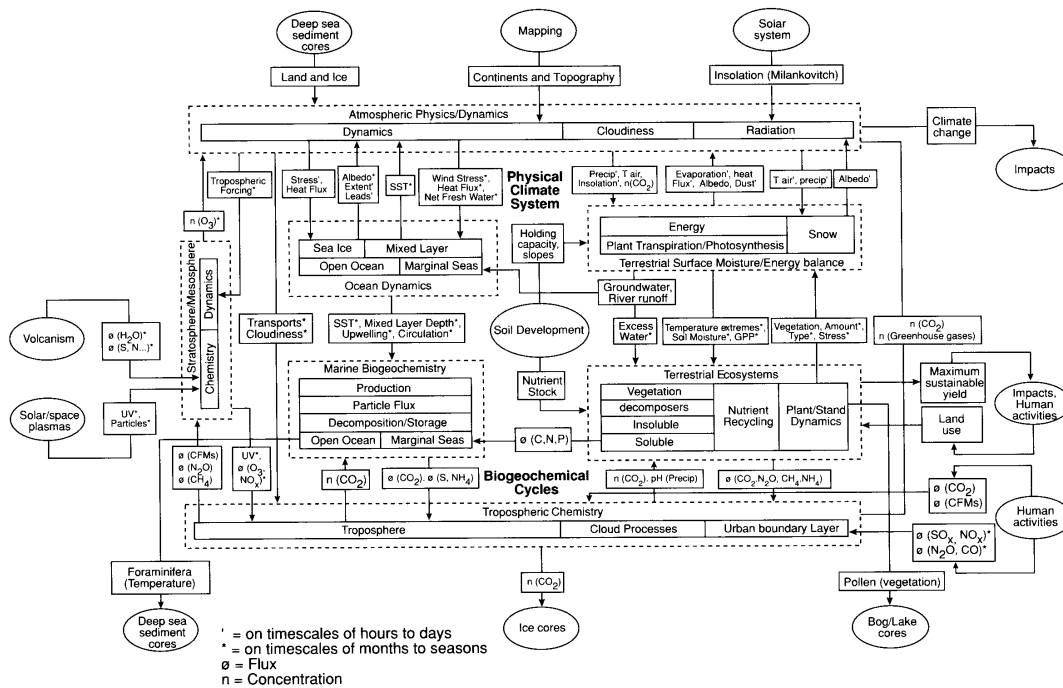 Deep sea
sediment
cores
Mapping
Solar
system
Land and Ice
Continents and Topography
Insolation (Milankovitch)
Atmospheric Physics/Dynamics
Dynamics
Cloudiness
Radiation
Climate
change
Impacts
Tropospheric
Forcing*
Stress',
Heat Flux
Albedo*
Extent'
Leads'
SST*
Wind Stress*,
Heat Flux*,
Net Fresh Water*
Physical
Climate
System
Precip', T air,
Insolation', n(CO₂)
Evaporation', heat
Flux', Albedo, Dust'
T air', precip'
Albedo'
n (O₃)*
Stratosphere/Mesosphere
Dynamics
Chemistry
Sea Ice
Mixed Layer
Open Ocean
Marginal Seas
Ocean Dynamics
Holding
capacity,
slopes
Energy
Plant Transpiration/Photosynthesis
Snow
Terrestrial Surface Moisture/Energy balance
Groundwater,
River runoff
Volcanism
ø (H₂O)*
ø (S, N...)*
Transports*
Cloudiness*
SST*, Mixed Layer Depth*,
Upwelling*, Circulation*
Soil Development
Excess
Water*
Temperature extremes*,
Soil Moisture*, GPP*
Vegetation, Amount*,
Type*, Stress*
n (CO₂)
n (Greenhouse gases)
Solar/space
plasmas
UV*,
Particles*
Marine Biogeochemistry
Production
Particle Flux
Decomposition/Storage
Open Ocean
Marginal Seas
Nutrient
Stock
ø (C,N,P)
Terrestrial Ecosystems
Vegetation
decomposers
Insoluble
Soluble
Nutrient
Recycling
Plant/Stand
Dynamics
Maximum
sustainable
yield
Land
use
Impacts,
Human
activities
ø (CFMs)
ø (N₂O)
ø (CH₄)
UV*,
ø (O₃,
NOₓ)*
n (CO₂)
ø (CO₂). ø (S, NH₄)
Biogeochemical
Cycles
n (CO₂). pH (Precip)
ø (CO₂.N₂O, CH₄.NH₄)
ø (CO₂)
ø (CFMs)
Human
activities
Tropospheric Chemistry
Troposphere
Cloud Processes
Urban boundary Layer
ø (SOₓ, NOₓ)*
ø (N₂O, CO)*
Foraminifera
(Temperature)
n (CO₂)
Pollen (vegetation)
Deep sea
sediment
cores
Ice cores
Bog/Lake
cores
' = on timescales of hours to days
* = on timescales of months to seasons
ø = Flux
n = Concentration